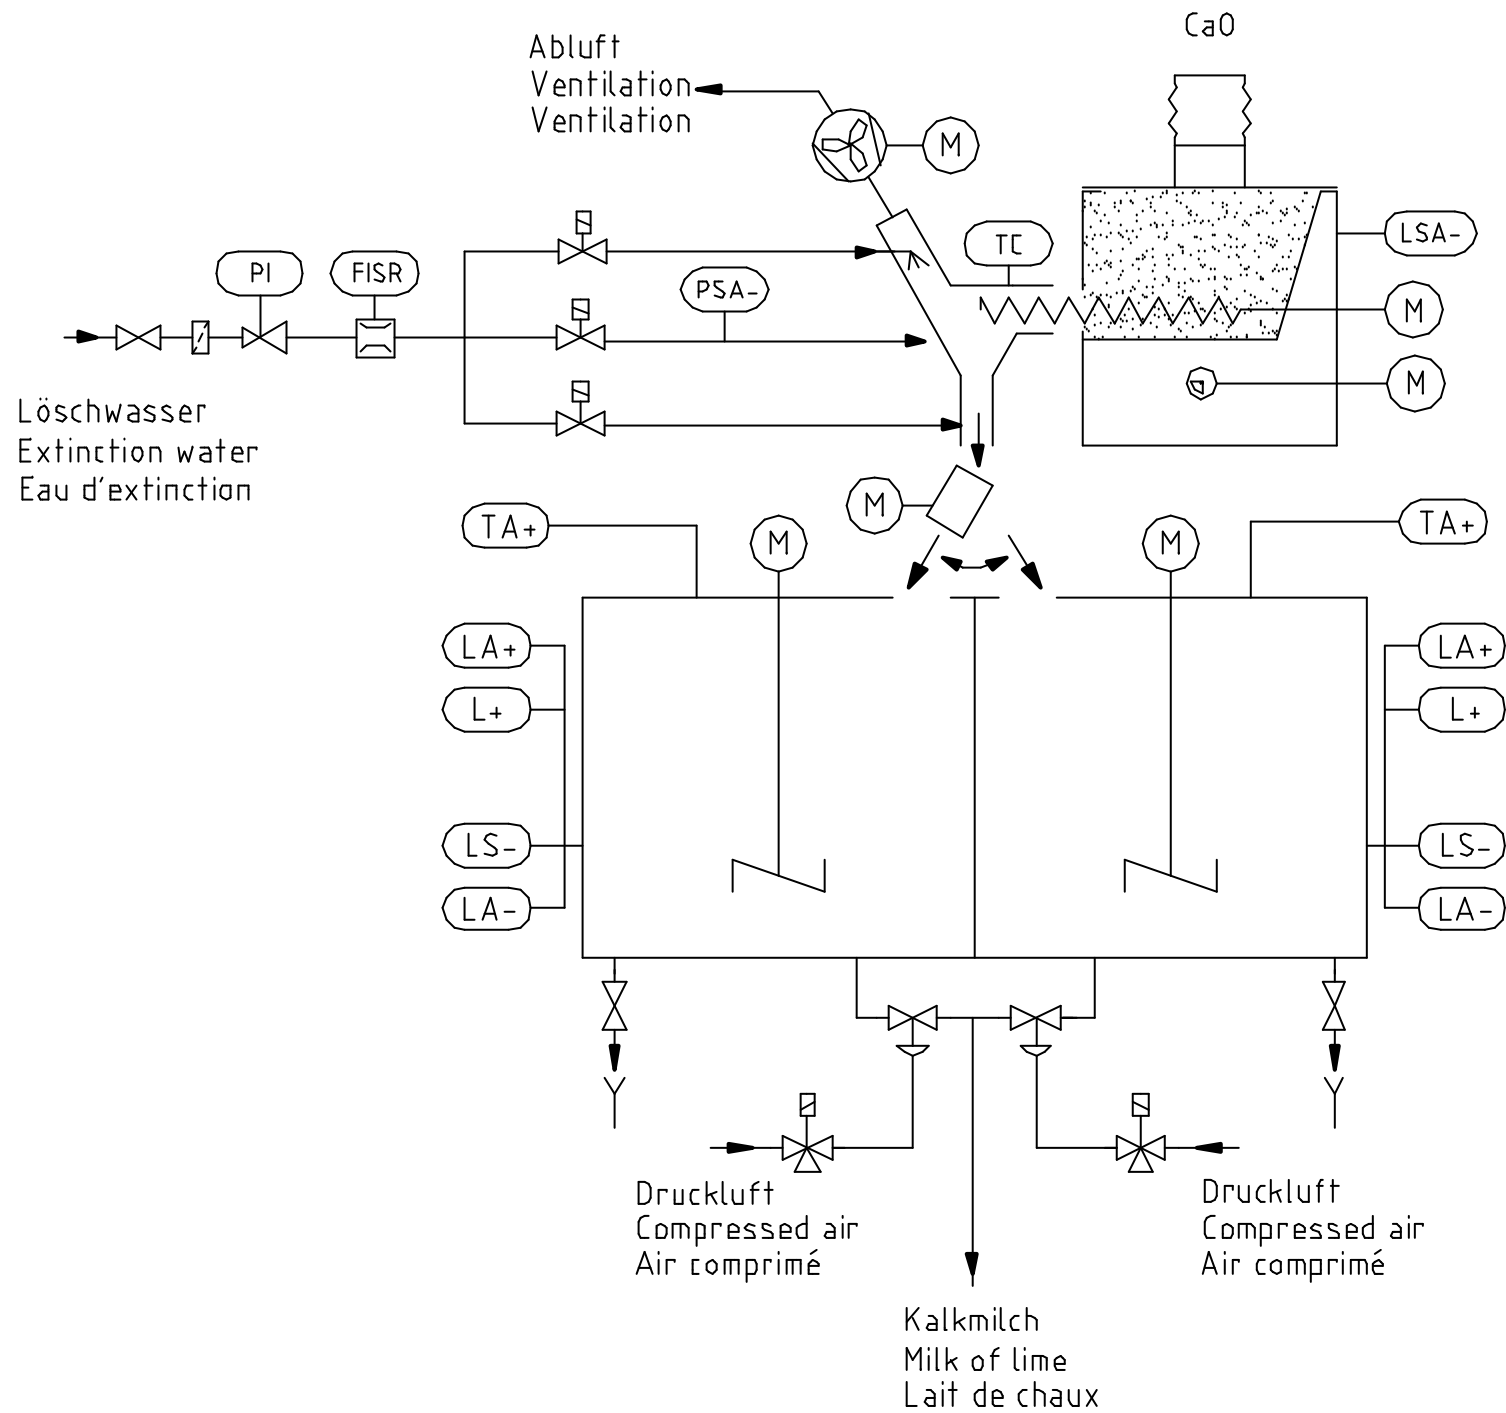 CaO
Abluft
Ventilation
Ventilation
M
TC
LSA-
PI
FISR
PSA-
M
M
Löschwasser
Extinction water
Eau d'extinction
M
TA+
M
M
TA+
LA+
LA+
L+
L+
LS-
LS-
LA-
LA-
Druckluft
Compressed air
Air comprimé
Druckluft
Compressed air
Air comprimé
Kalkmilch
Milk of lime
Lait de chaux